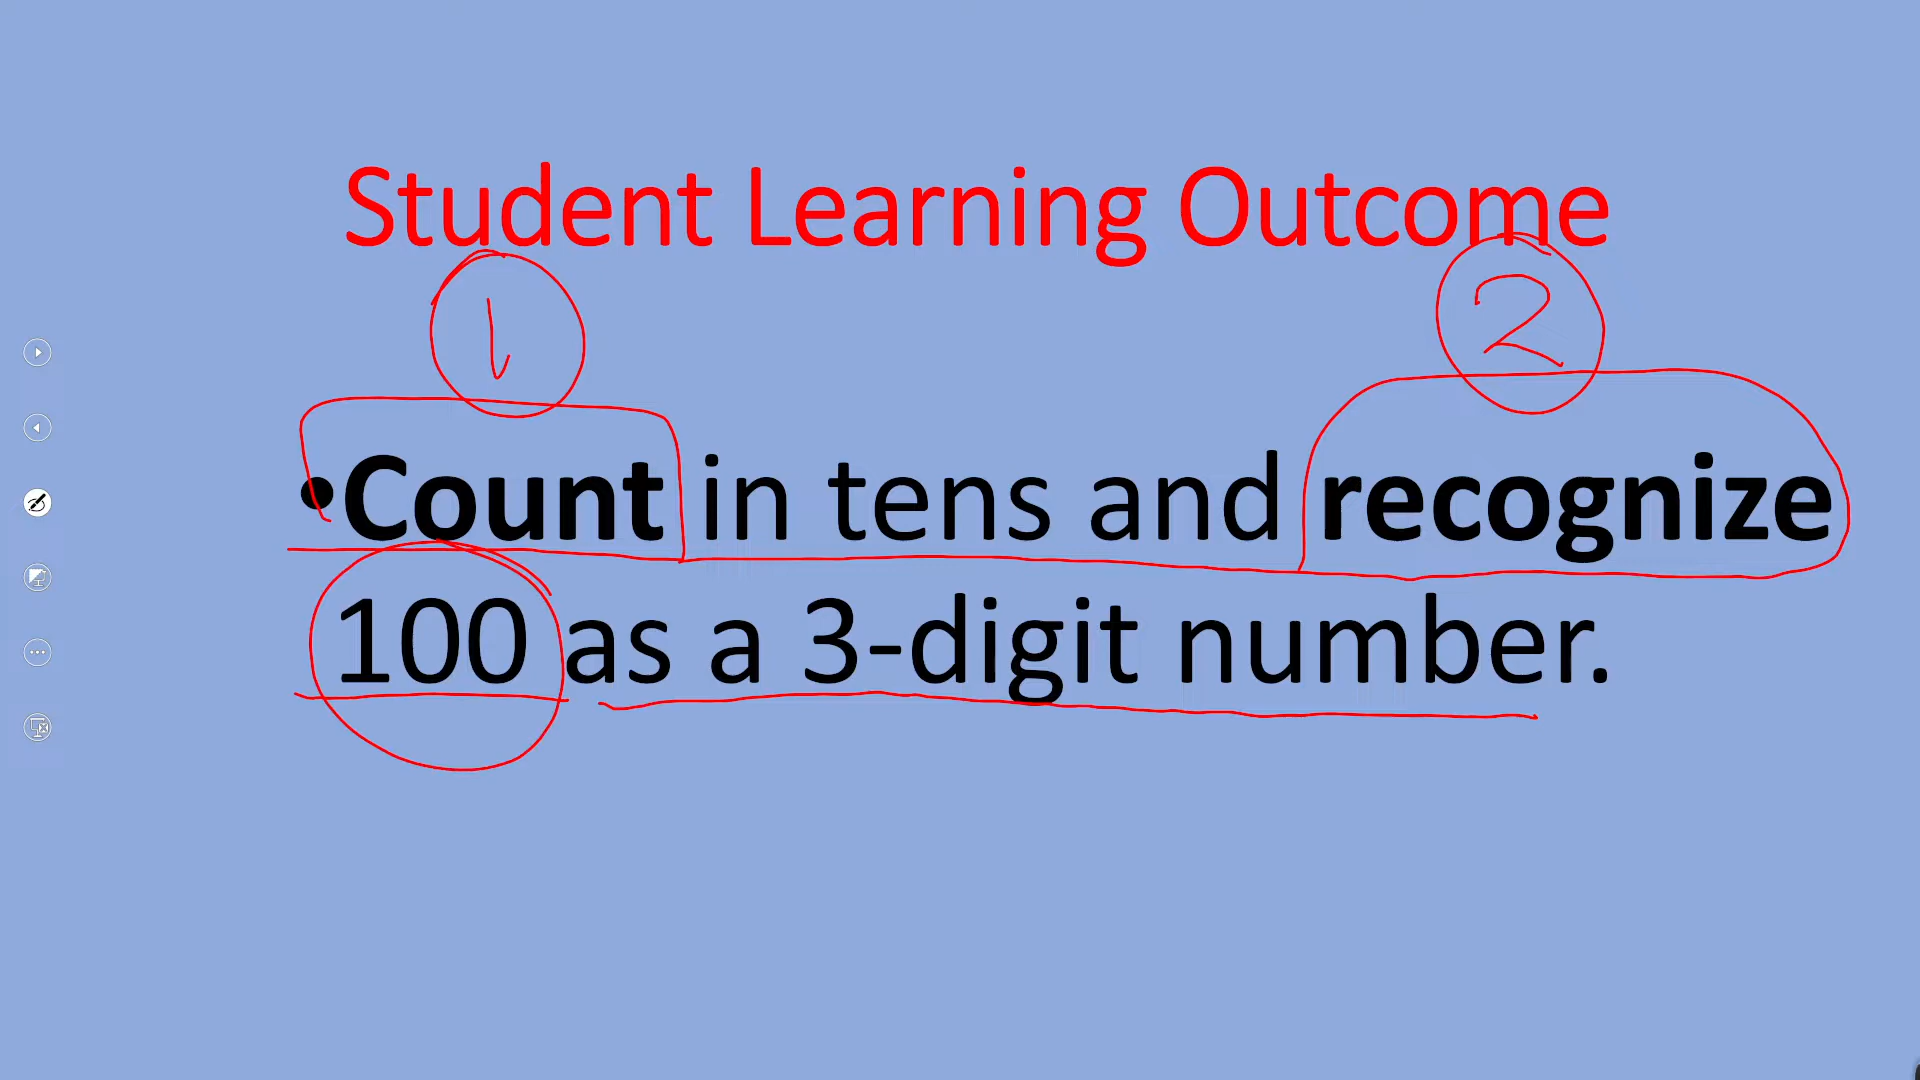 Student Learning Outcome
1 2
•Count in tens and recognize
100 as a 3-digit number.